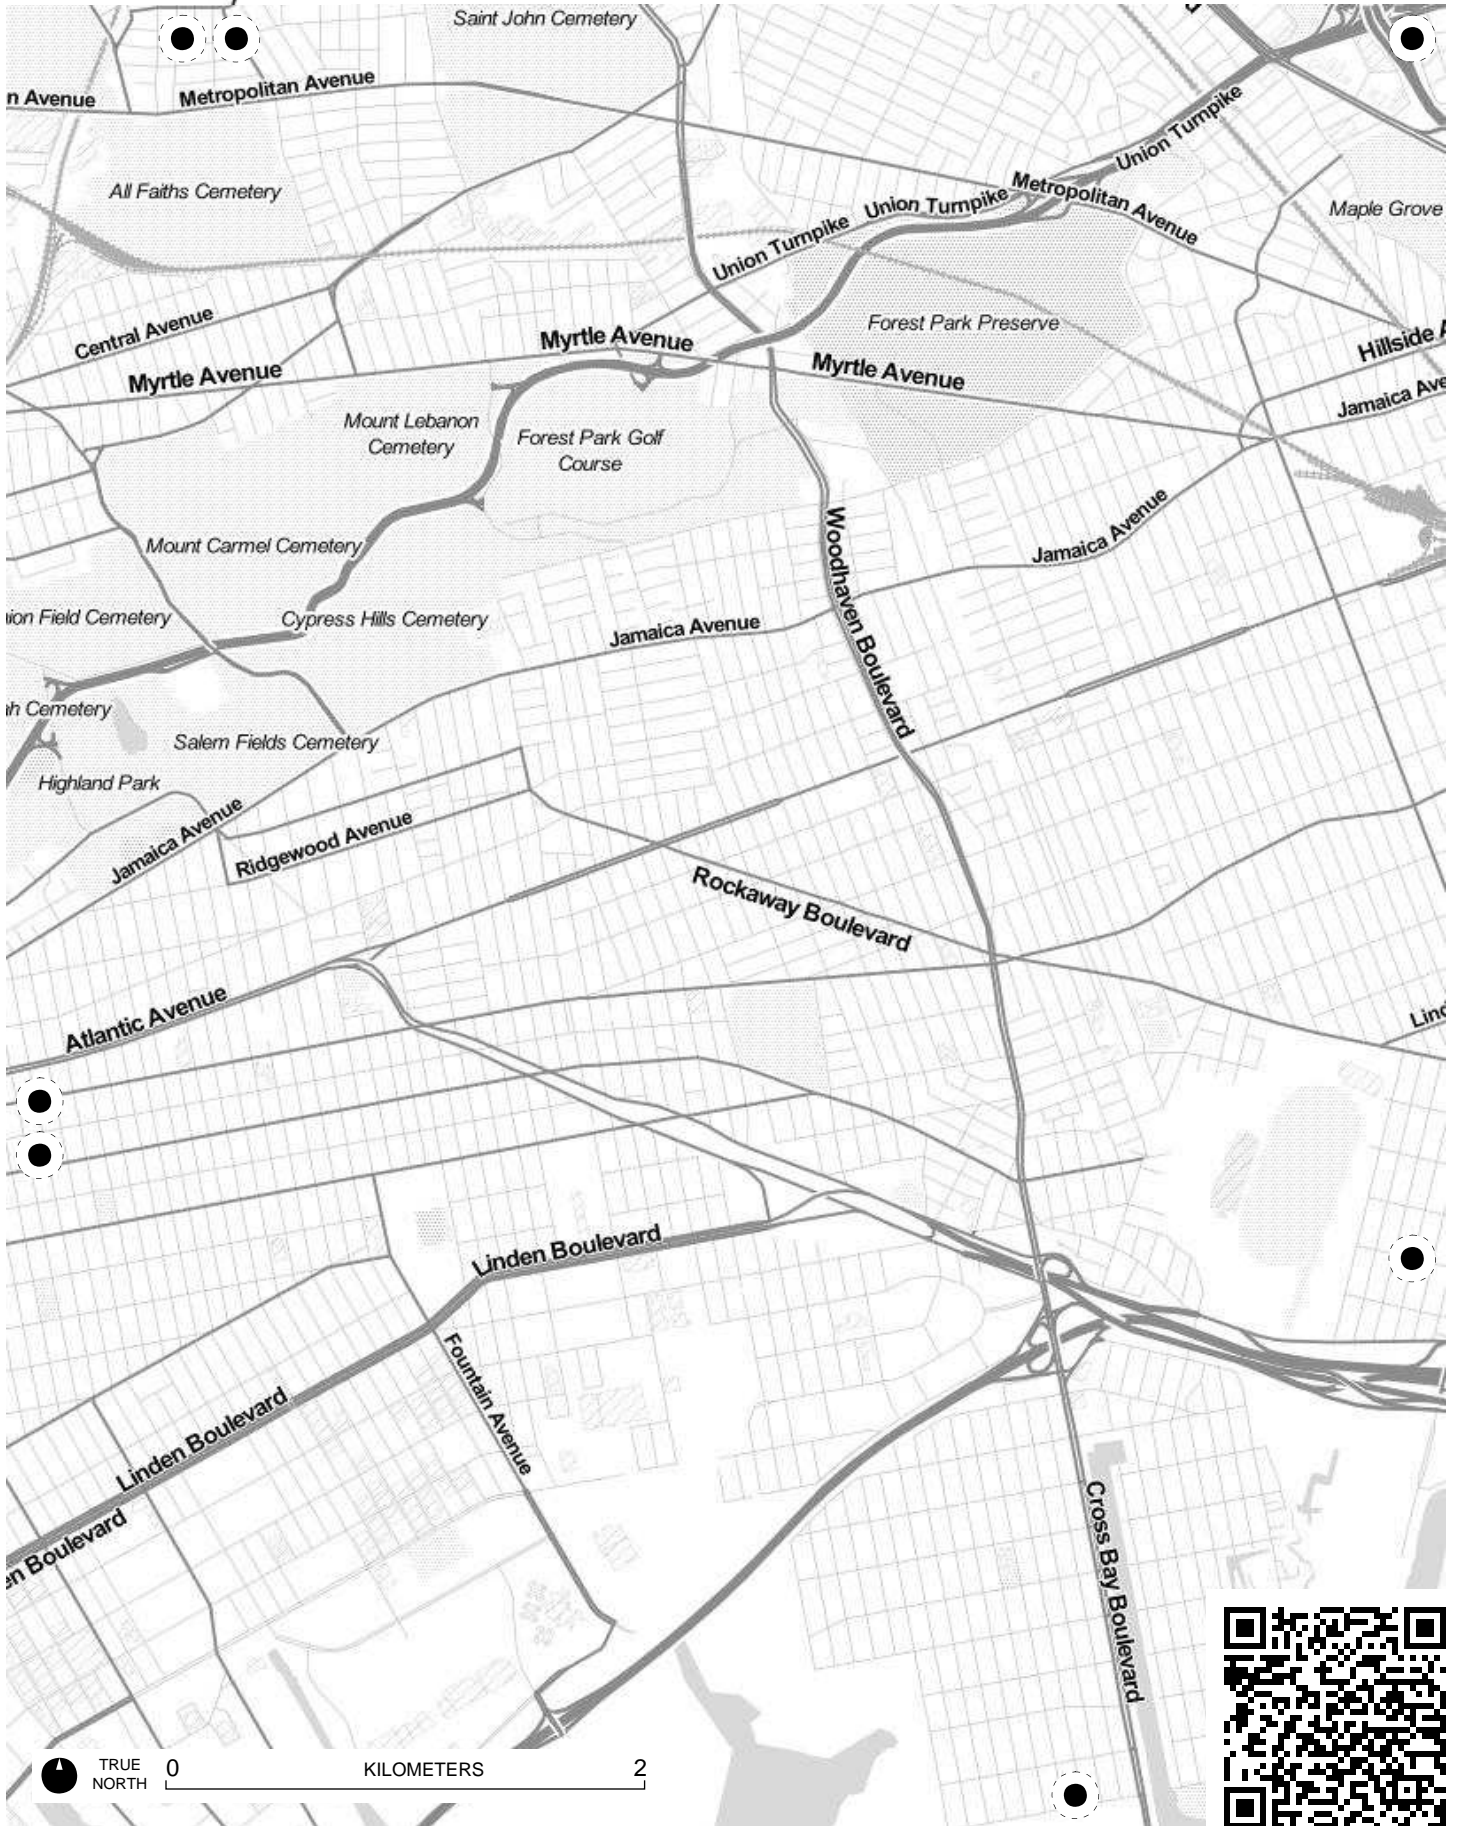 Saint John Cemetery
Metropolitan Avenue
n Avenue
Union Turnpike
All Faiths Cemetery
Metropolitan Avenue
Union Turnpike
Maple Grove
Union Turnpike
Central Avenue
Forest Park Preserve
Myrtle Avenue
Hillside A
Myrtle Avenue
Myrtle Avenue
Jamaica Ave
Mount Lebanon
Cemetery
Forest Park Golf
Course
Jamaica Avenue
Mount Carmel Cemetery
Woodhaven Boulevard
ion Field Cemetery
Cypress Hills Cemetery
Jamaica Avenue
ah Cemetery
Salem Fields Cemetery
Highland Park
Jamaica Avenue
Ridgewood Avenue
Rockaway Boulevard
Atlantic Avenue
Lind
Linden Boulevard
Fountain Avenue
Linden Boulevard
en Boulevard
Cross Bay Boulevard
TRUE
NORTH
0 KILOMETERS 2